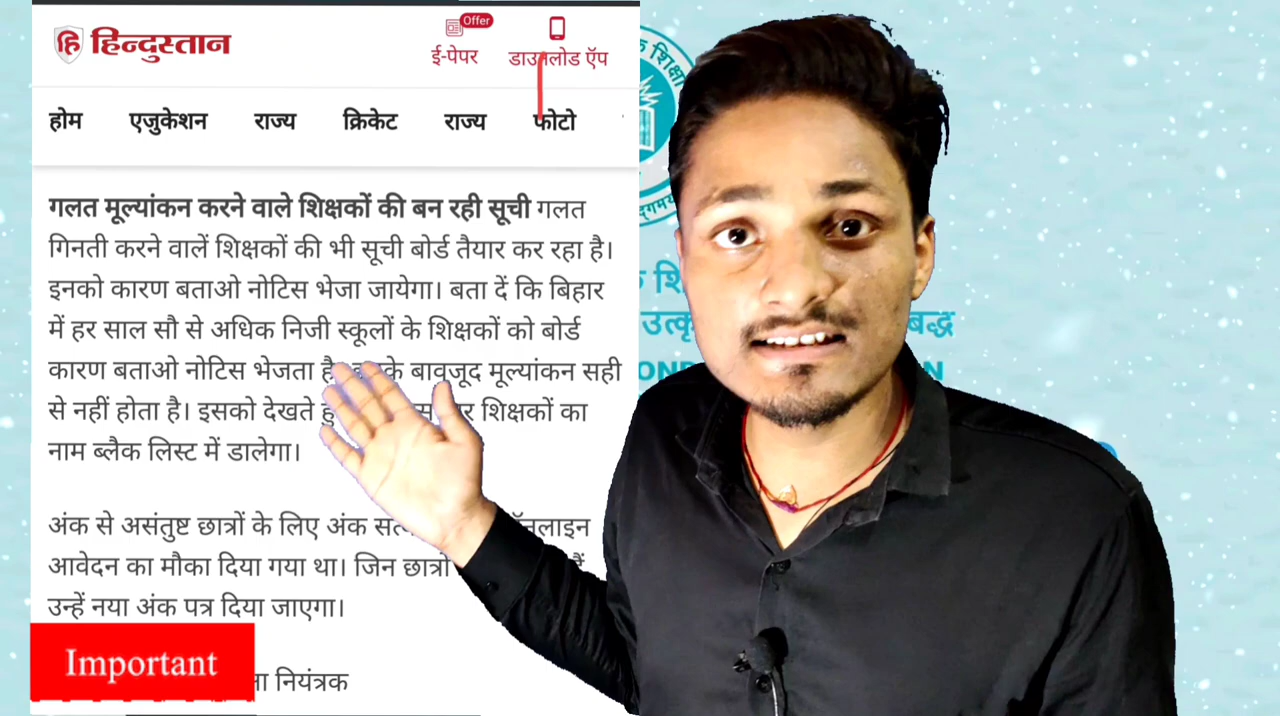 हि हिन्दुस्तान
Offer
ई-पेपर
डाउनलोड ऍप
होम एजुकेशन राज्य क्रिकेट राज्य फोटो
गलत मूल्यांकन करने वाले शिक्षकों की बन रही सूची गलत
गिनती करने वालें शिक्षकों की भी सूची बोर्ड तैयार कर रहा है।
इनको कारण बताओ नोटिस भेजा जायेगा। बता दें कि बिहार
में हर साल सौ से अधिक निजी स्कूलों के शिक्षकों को बोर्ड
कारण बताओ नोटिस भेजता के बावजूद मूल्यांकन सही
से नहीं होता है। इसको देखते शिक्षकों का
नाम ब्लैक लिस्ट में डालेगा।
अंक से असंतुष्ट छात्रों के लिए अंक
आवेदन का मौका दिया गया था। जिन छात्रों
उन्हें नया अंक पत्र दिया जाएगा।
Important
नियंत्रक